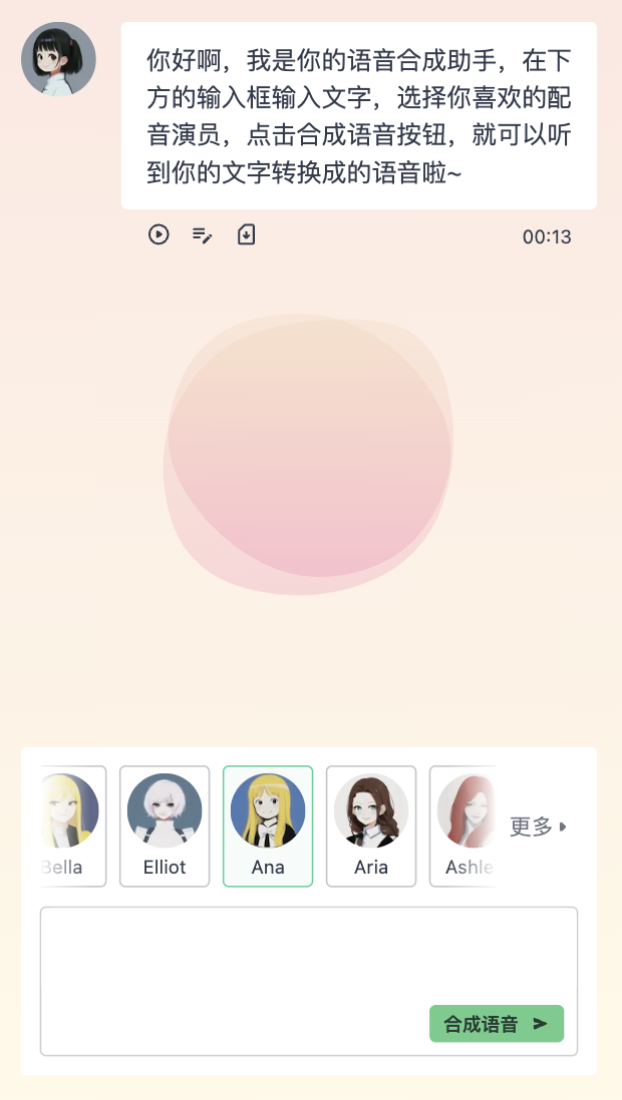 你好啊，我是你的语音合成助手，在下
方的输入框输入文字，选择你喜欢的配
音演员，点击合成语音按钮，就可以听
到你的文字转换成的语音啦~
00:13
Bella
Elliot
Ana
Aria
Ashle
更多
合成语音